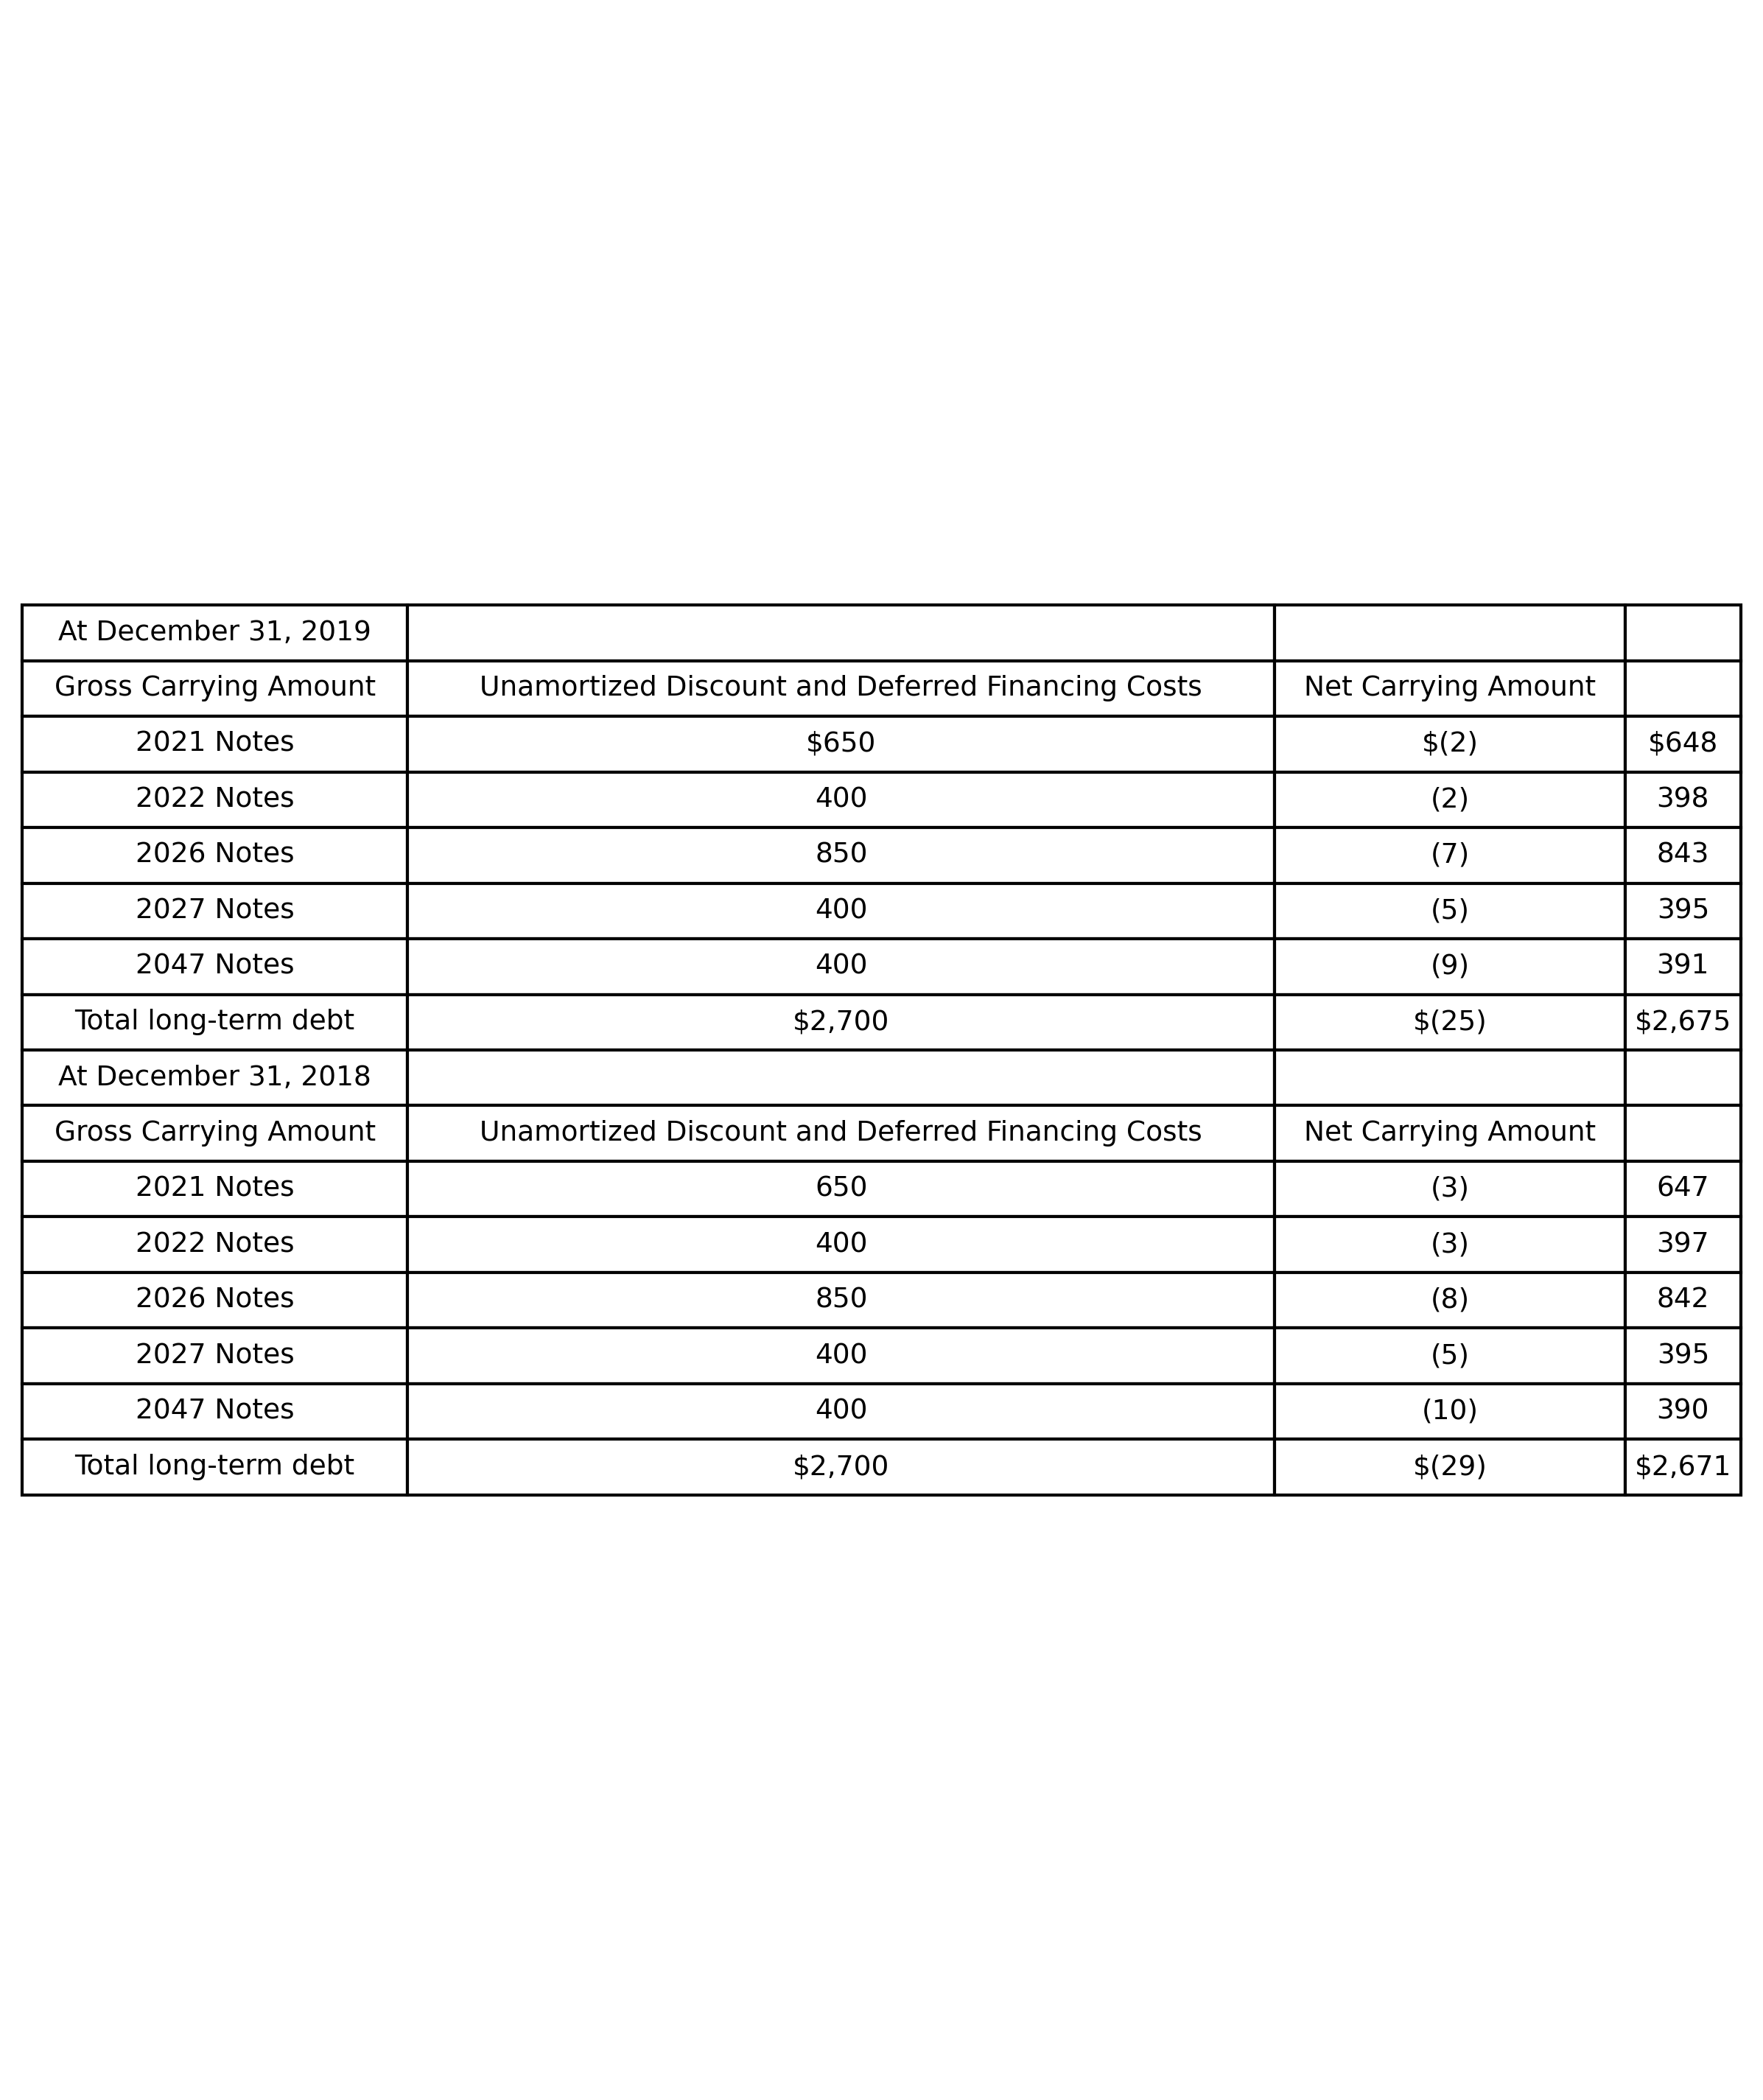 At December 31, 2019
Gross Carrying Amount Unamortized Discount and Deferred Financing Costs Net Carrying Amount
2021 Notes $650 $(2) $648
2022 Notes 400 (2) 398
2026 Notes 850 (7) 843
2027 Notes 400 (5) 395
2047 Notes 400 (9) 391
Total long-term debt $2,700 $(25) $2,675
At December 31, 2018
Gross Carrying Amount Unamortized Discount and Deferred Financing Costs Net Carrying Amount
2021 Notes 650 (3) 647
2022 Notes 400 (3) 397
2026 Notes 850 (8) 842
2027 Notes 400 (5) 395
2047 Notes 400 (10) 390
Total long-term debt $2,700 $(29) $2,671